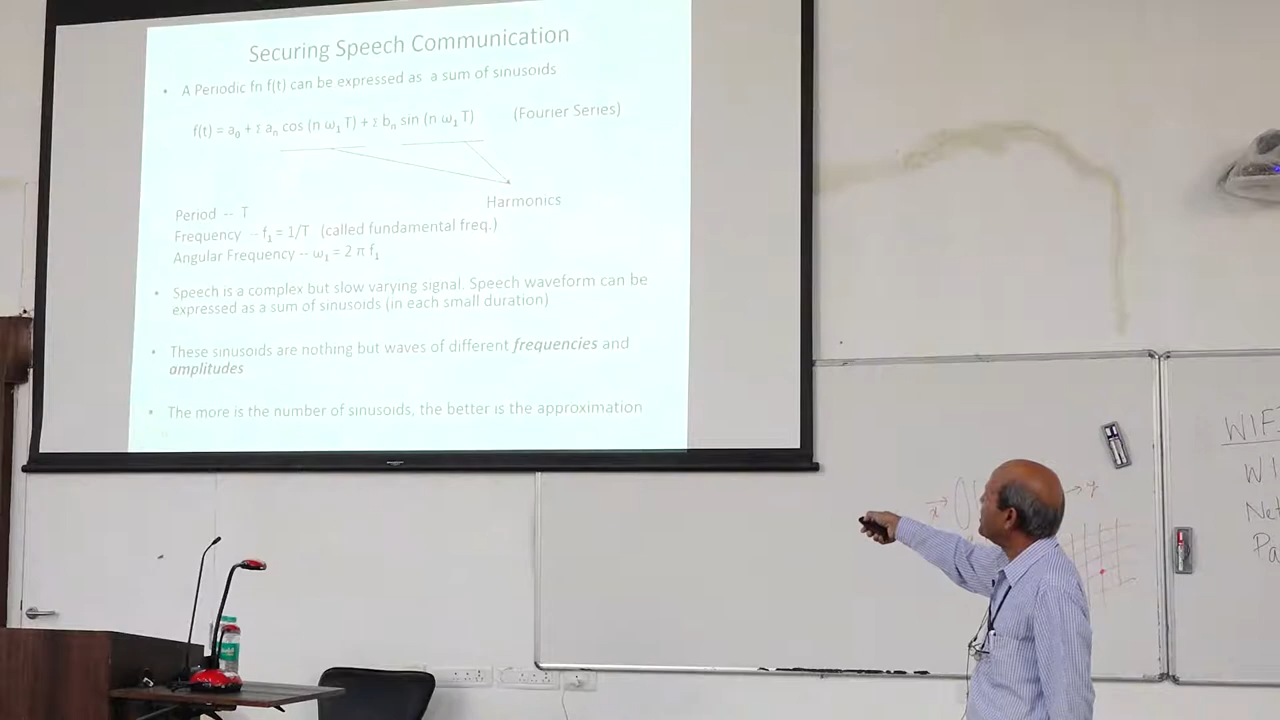 Securing Speech Communication
• A Periodic fn f(t) can be expressed as a sum of sinusoids
f(t) = a₀ + Σ aₙ cos (n ω₁ T) + Σ bₙ sin (n ω₁ T) (Fourier Series)
Harmonics
Period -- T
Frequency -- f₁ = 1/T (called fundamental freq.)
Angular Frequency -- ω₁ = 2 π f₁
• Speech is a complex but slow varying signal. Speech waveform can be
expressed as a sum of sinusoids (in each small duration)
• These sinusoids are nothing but waves of different frequencies and
amplitudes
• The more is the number of sinusoids, the better is the approximation
x
y
WIF
WI
Net
Pa